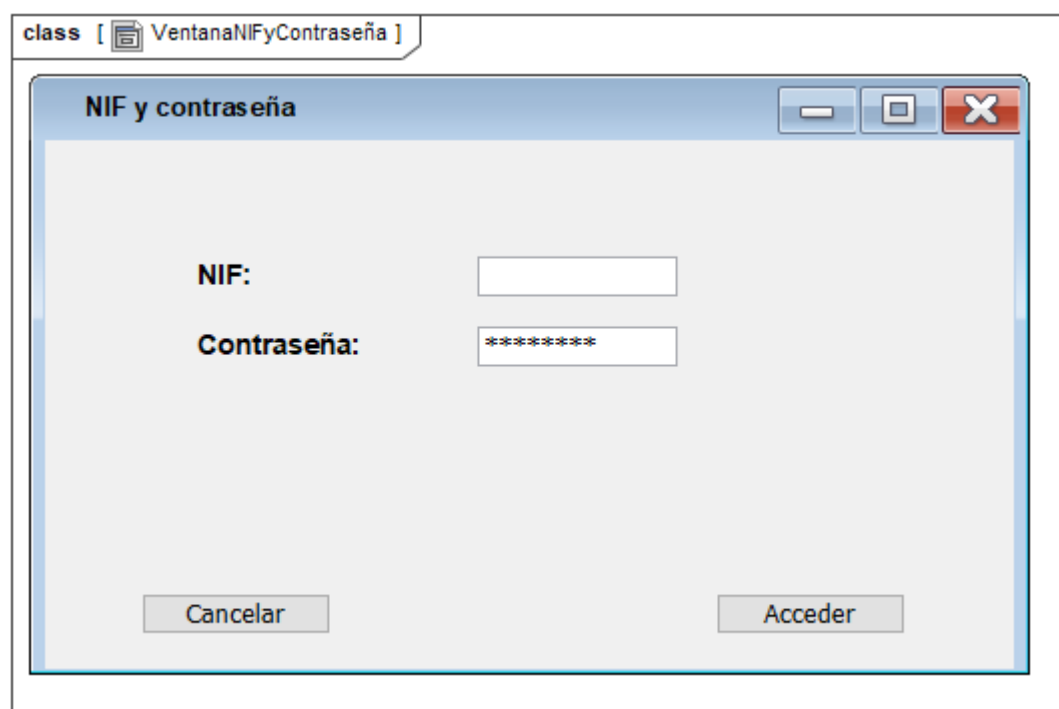 class [ VentanaNIFyContraseña ]
NIF y contraseña
NIF:
Contraseña: ********
Cancelar Acceder